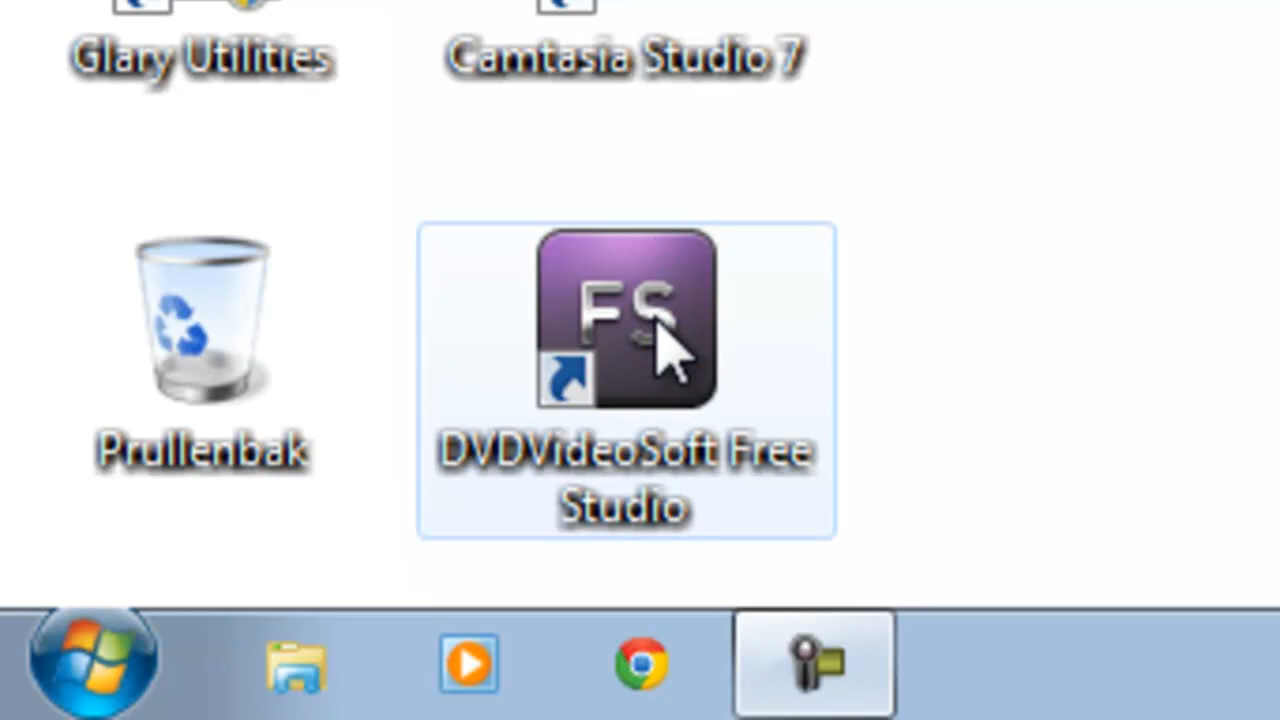 Glary Utilities
Camtasia Studio 7
FS
Prullenbak
DVDVideoSoft Free
Studio